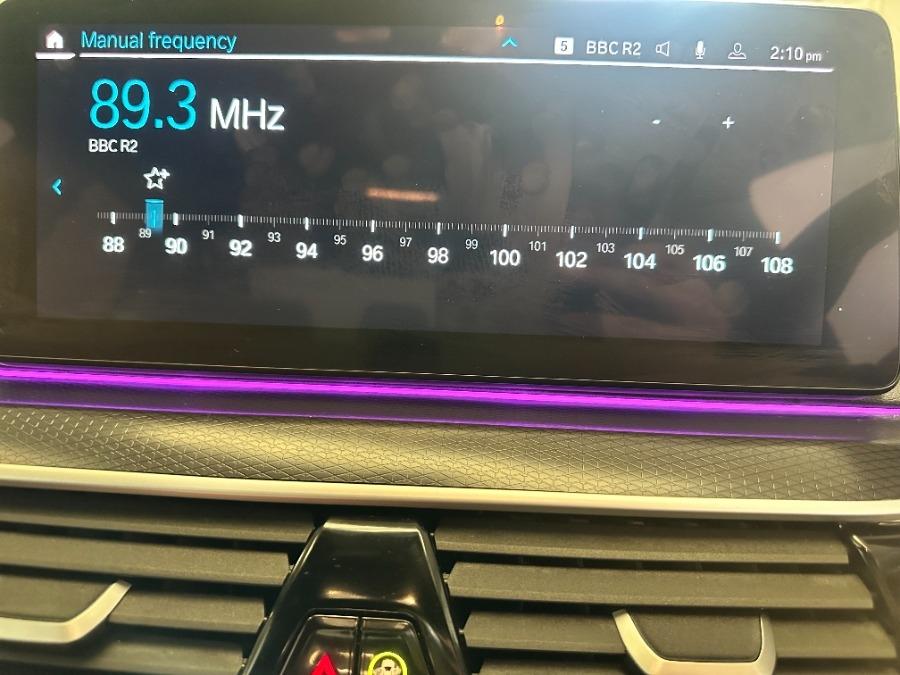 Manual frequency
5 BBC R2 2:10 pm
89.3 MHz
BBC R2
- +
88 89 90 91 92 93 94 95 96 97 98 99 100 101 102 103 104 105 106 107 108